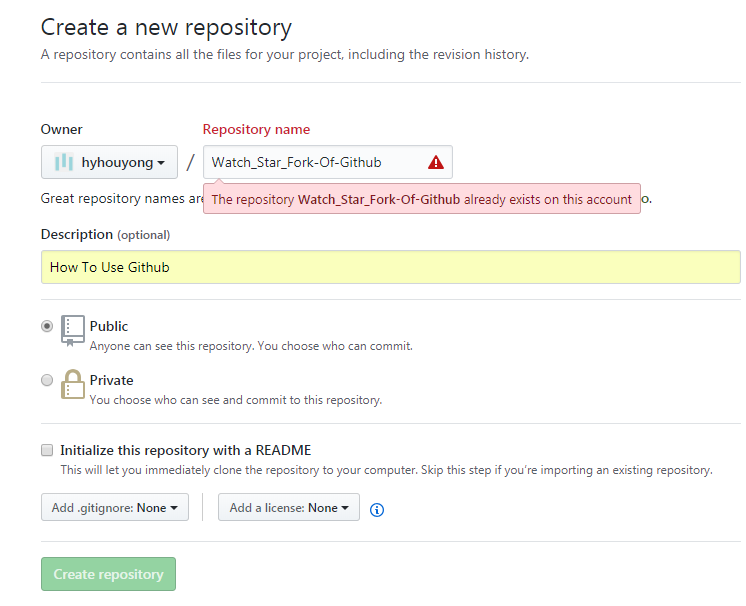 Create a new repository
A repository contains all the files for your project, including the revision history.
Owner
Repository name
hyhouyong / Watch_Star_Fork-Of-Github
Great repository names are
o.
The repository Watch_Star_Fork-Of-Github already exists on this account
Description (optional)
How To Use Github
Public
Anyone can see this repository. You choose who can commit.
Private
You choose who can see and commit to this repository.
Initialize this repository with a README
This will let you immediately clone the repository to your computer. Skip this step if you're importing an existing repository.
Add .gitignore: None
Add a license: None
Create repository